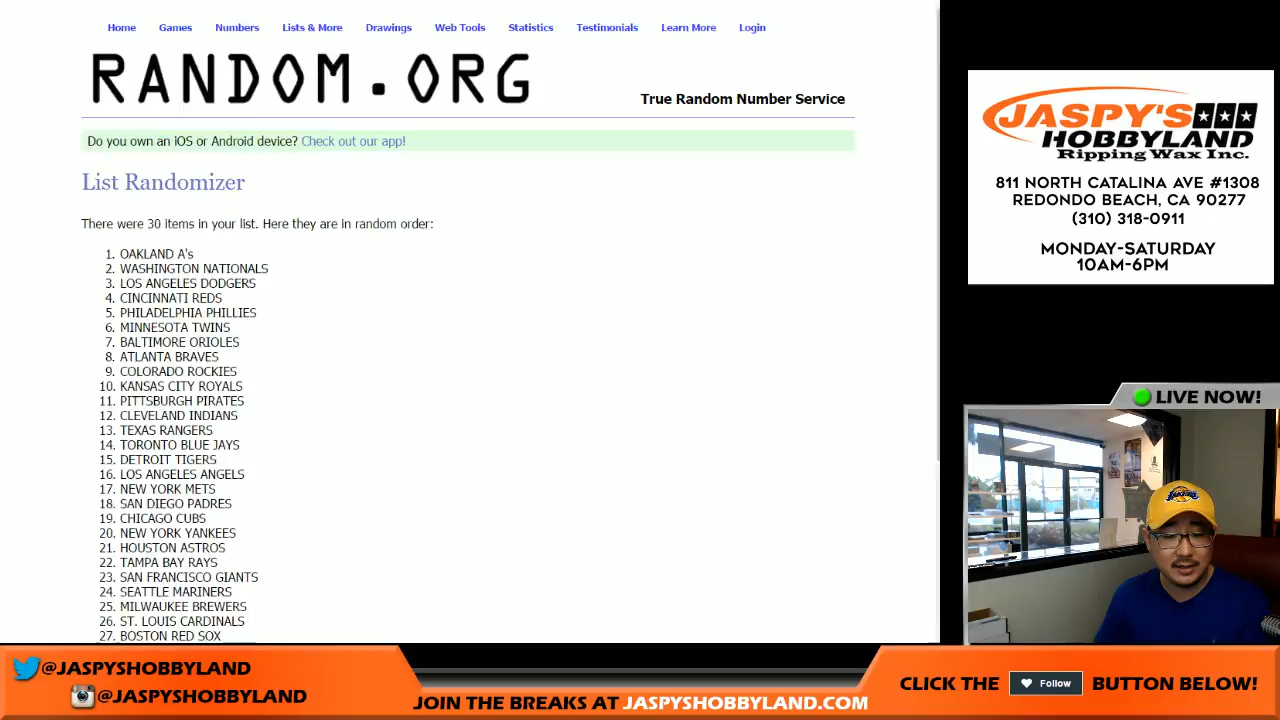 Home Games Numbers Lists & More Drawings Web Tools Statistics Testimonials Learn More Login
RANDOM.ORG
True Random Number Service
Do you own an iOS or Android device? Check out our app!
List Randomizer
There were 30 items in your list. Here they are in random order:
1. OAKLAND A's
2. WASHINGTON NATIONALS
3. LOS ANGELES DODGERS
4. CINCINNATI REDS
5. PHILADELPHIA PHILLIES
6. MINNESOTA TWINS
7. BALTIMORE ORIOLES
8. ATLANTA BRAVES
9. COLORADO ROCKIES
10. KANSAS CITY ROYALS
11. PITTSBURGH PIRATES
12. CLEVELAND INDIANS
13. TEXAS RANGERS
14. TORONTO BLUE JAYS
15. DETROIT TIGERS
16. LOS ANGELES ANGELS
17. NEW YORK METS
18. SAN DIEGO PADRES
19. CHICAGO CUBS
20. NEW YORK YANKEES
21. HOUSTON ASTROS
22. TAMPA BAY RAYS
23. SAN FRANCISCO GIANTS
24. SEATTLE MARINERS
25. MILWAUKEE BREWERS
26. ST. LOUIS CARDINALS
27. BOSTON RED SOX
JASPY'S
HOBBYLAND
Ripping Wax Inc.
811 NORTH CATALINA AVE #1308
REDONDO BEACH, CA 90277
(310) 318-0911
MONDAY-SATURDAY
10AM-6PM
LIVE NOW!
@JASPYSHOBBYLAND
@JASPYSHOBBYLAND
JOIN THE BREAKS AT JASPYSHOBBYLAND.COM
CLICK THE Follow BUTTON BELOW!